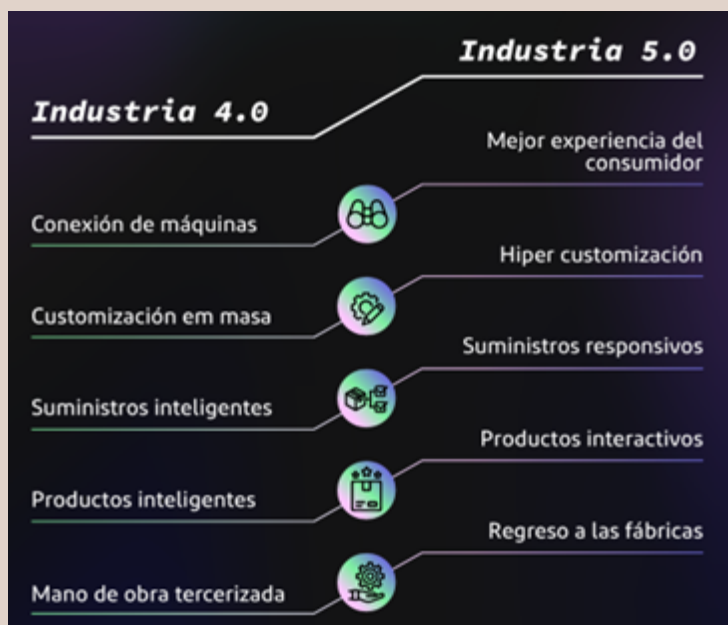 Industria 5.0
Industria 4.0
Mejor experiencia del
consumidor
Conexión de máquinas
Hiper customización
Customización em masa
Suministros responsivos
Suministros inteligentes
Productos interactivos
Productos inteligentes
Regreso a las fábricas
Mano de obra tercerizada